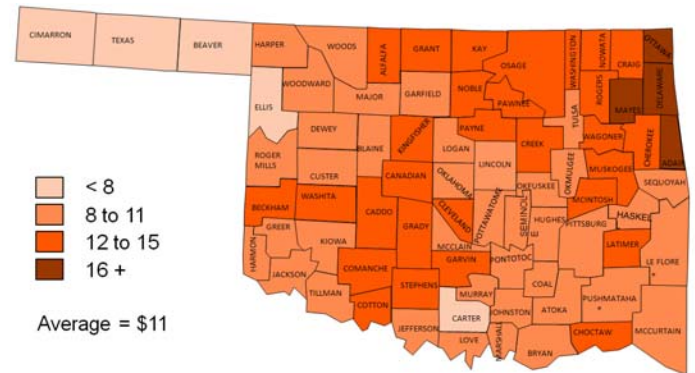 CIMARRON
TEXAS
BEAVER
HARPER
WOODS
ALFALFA
GRANT
KAY
OSAGE
WASHINGTON
NOWATA
CRAIG
OTTAWA
WOODWARD
MAJOR
GARFIELD
NOBLE
PAWNEE
ROGERS
MAYES
DELAWARE
ELLIS
DEWEY
BLAINE
KINGFISHER
LOGAN
PAYNE
CREEK
TULSA
WAGONER
CHEROKEE
ADAIR
ROGER
MILLS
CUSTER
CANADIAN
OKLAHOMA
LINCOLN
OKFUSKEE
OKMULGEE
MUSKOGEE
SEQUOYAH
< 8
8 to 11
12 to 15
16 +
Average = $11
BECKHAM
WASHITA
CADDO
GRADY
CLEVELAND
POTTAWATOMI
SEMINOL
E
HUGHES
MCINTOSH
PITTSBURG
HASKEL
GREER
KIOWA
MCCLAIN
HARMON
JACKSON
COMANCHE
GARVIN
PONTOTOC
COAL
LATIMER
LE FLORE
TILLMAN
COTTON
STEPHENS
MURRAY
JOHNSTON
ATOKA
PUSHMATAHA
JEFFERSON
CARTER
LOVE
MARSHALL
BRYAN
CHOCTAW
MCCURTAIN